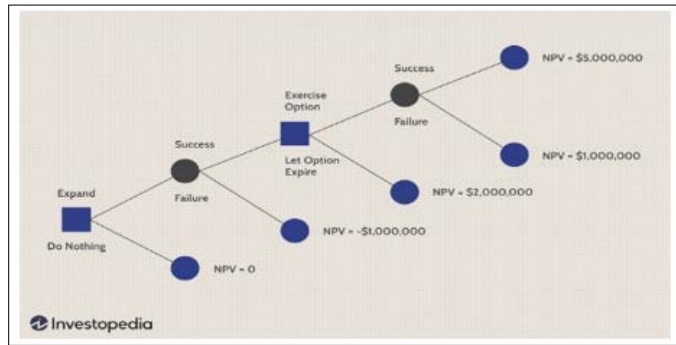 NPV = $5,000,000
Success
Exercise
Option
Failure
Success
NPV = $1,000,000
Let Option
Expire
Expand
Failure
NPV = $2,000,000
NPV = -$1,000,000
Do Nothing
NPV = 0
Investopedia